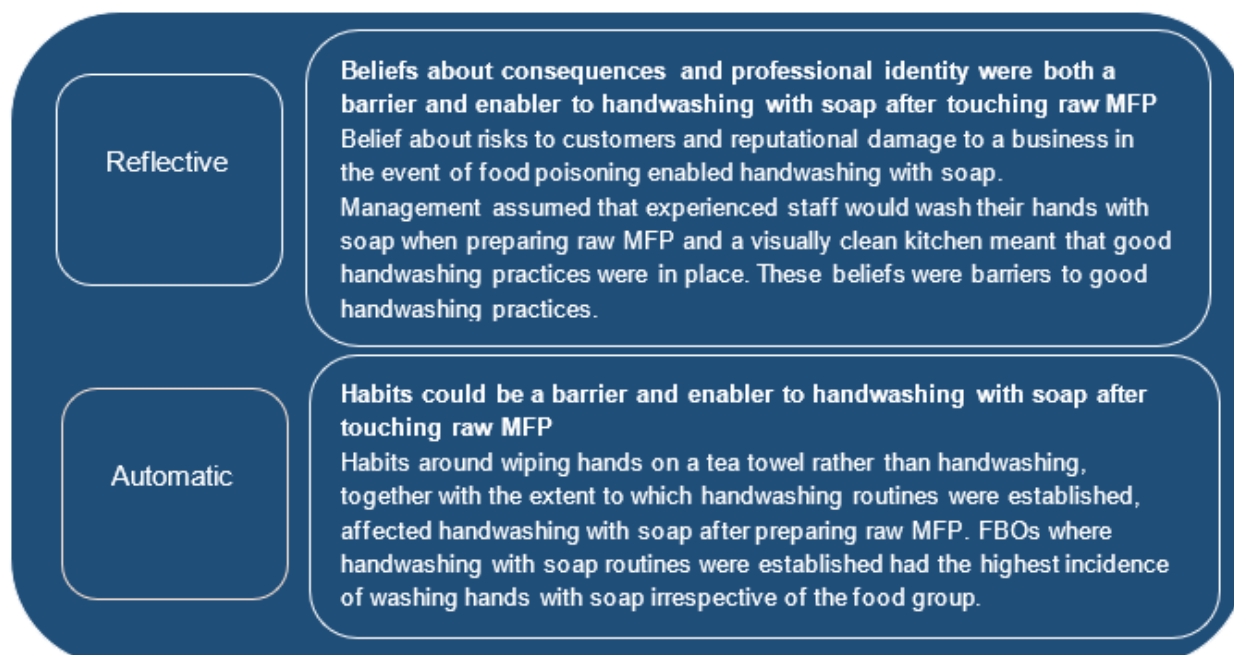 Reflective
Beliefs about consequences and professional identity were both a
barrier and enabler to handwashing with soap after touching raw MFP
Belief about risks to customers and reputational damage to a business in
the event of food poisoning enabled handwashing with soap.
Management assumed that experienced staff would wash their hands with
soap when preparing raw MFP and a visually clean kitchen meant that good
handwashing practices were in place. These beliefs were barriers to good
handwashing practices.
Automatic
Habits could be a barrier and enabler to handwashing with soap after
touching raw MFP
Habits around wiping hands on a tea towel rather than handwashing,
together with the extent to which handwashing routines were established,
affected handwashing with soap after preparing raw MFP. FBOs where
handwashing with soap routines were established had the highest incidence
of washing hands with soap irrespective of the food group.